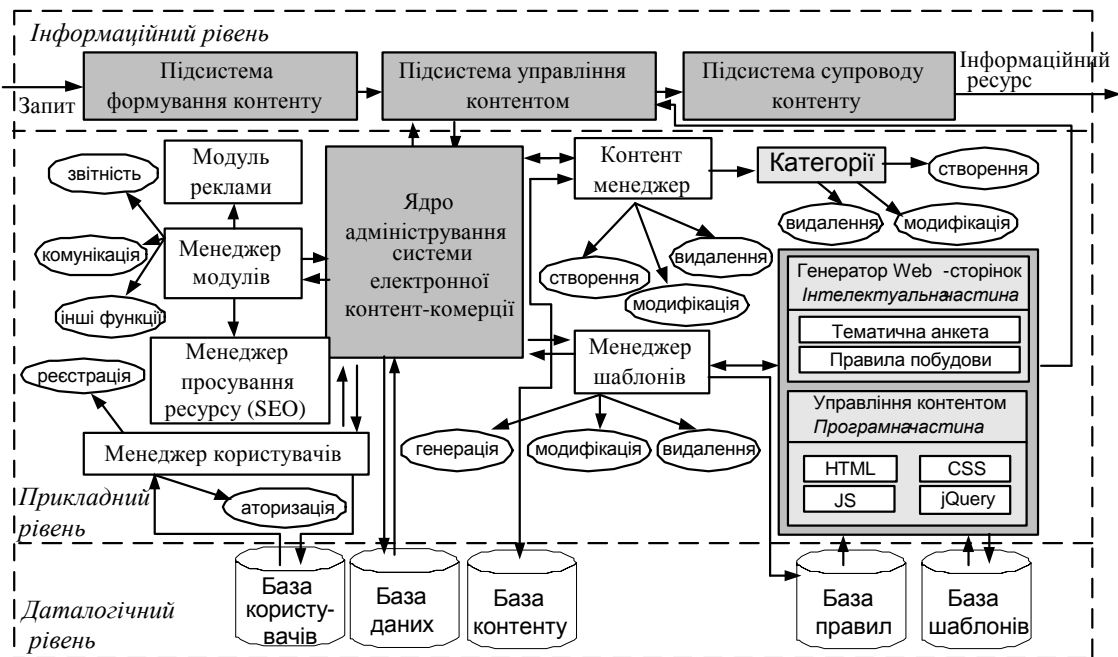 Інформаційний рівень
Підсистема
формування контенту
Підсистема управління
контентом
Підсистема супроводу
контенту
Інформаційний
ресурс
Запит
звітність
Модуль
реклами
комунікація
Менеджер
модулів
інші функції
Менеджер
просування
ресурсу (SEO)
реєстрація
Менеджер користувачів
аторизація
Прикладний
рівень
Ядро
адміністрування
системи
електронної
контент-комерції
Контент
менеджер
Категорії
створення
видалення
модифікація
створення
видалення
модифікація
Менеджер
шаблонів
генерація
модифікація
видалення
Генератор Web -сторінок
Інтелектуальначастина
Тематична анкета
Правила побудови
Управління контентом
Програмначастина
HTML
CSS
JS
jQuery
Даталогічний
рівень
База
користу-
вачів
База
даних
База
контенту
База
правил
База
шаблонів